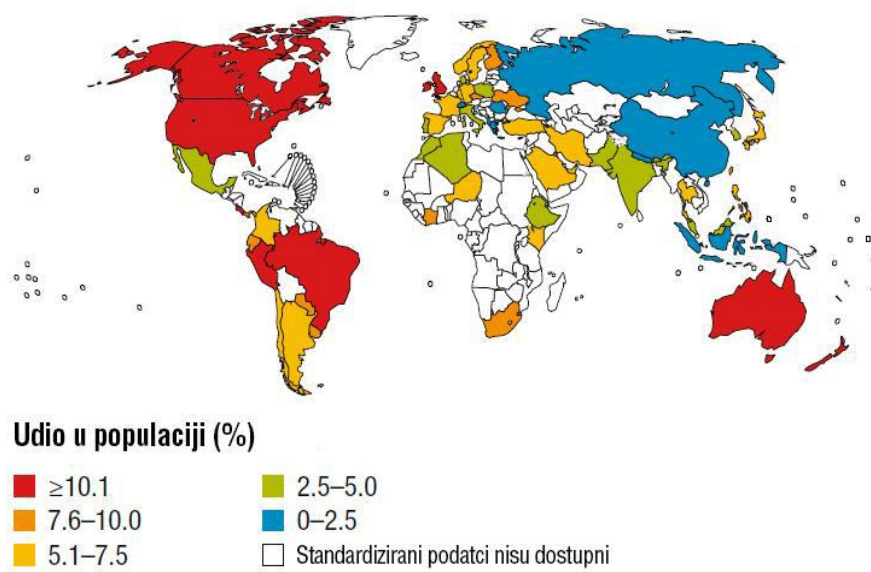 Udio u populaciji (%)
≥10.1
7.6–10.0
5.1–7.5
2.5–5.0
0–2.5
Standardizirani podatci nisu dostupni